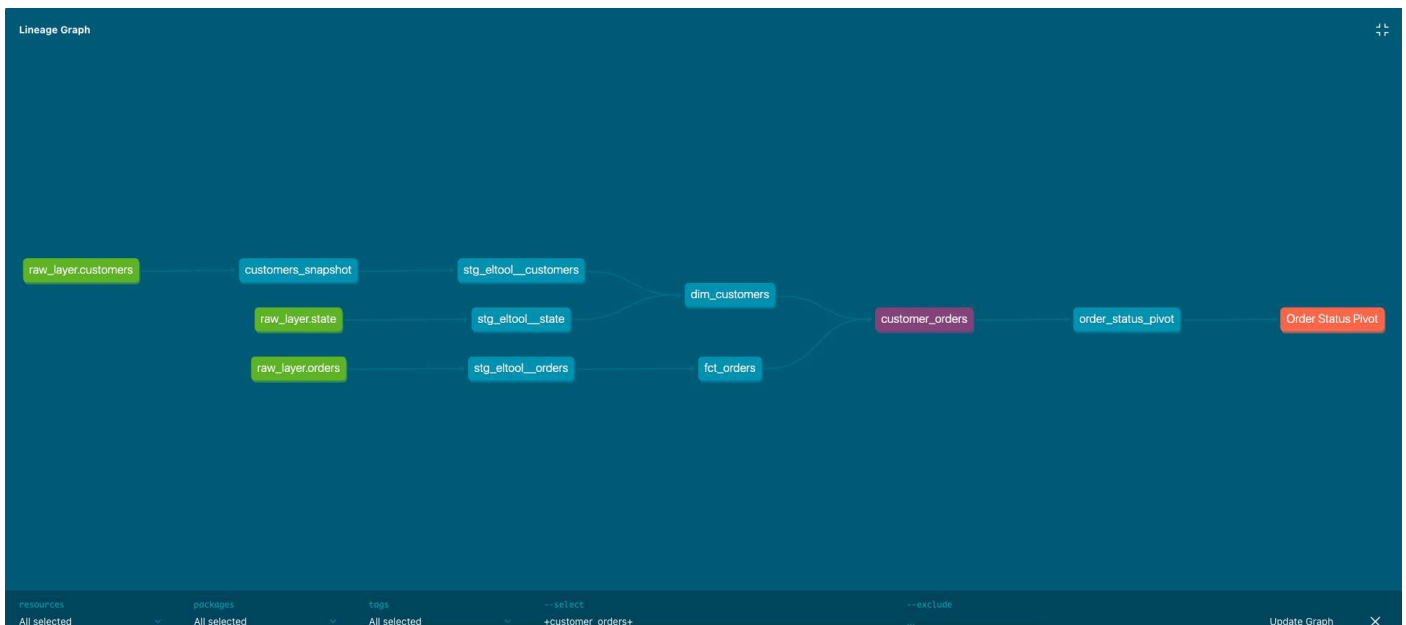 Lineage Graph
raw_layer.customers
customers_snapshot
stg_eltool__customers
dim_customers
raw_layer.state
stg_eltool__state
customer_orders
order_status_pivot
Order Status Pivot
raw_layer.orders
stg_eltool__orders
fct_orders
resources
packages
tags
--select
--exclude
All selected
All selected
All selected
+customer_orders+
Update Graph